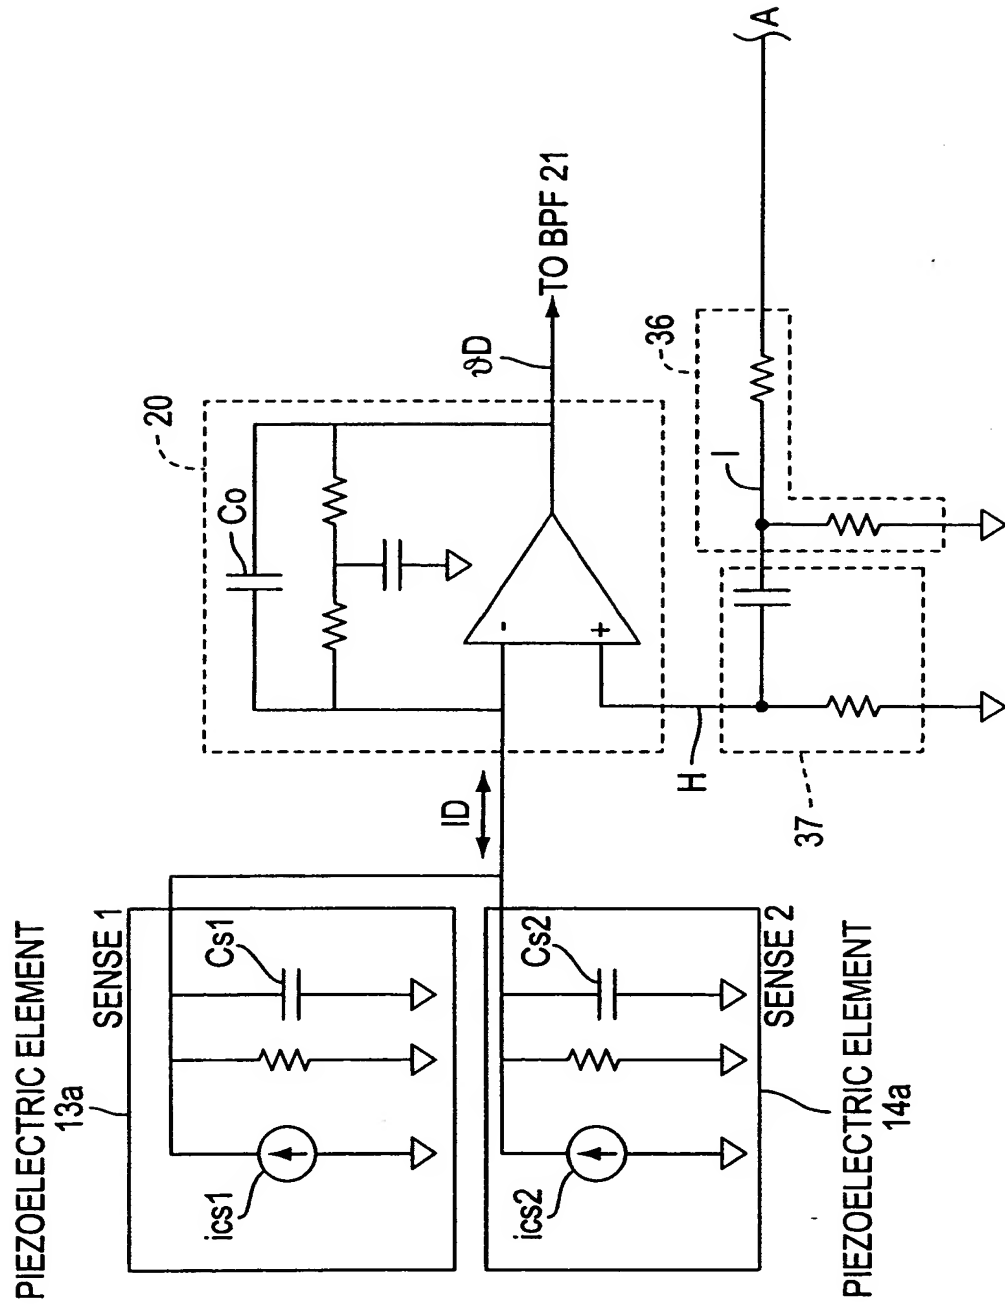 PIEZOELECTRIC ELEMENT
13a
SENSE 1
ics1
Cs1
ics2
Cs2
SENSE 2
14a
PIEZOELECTRIC ELEMENT
ID
20
Co
-
+
ϑD
TO BPF 21
H
37
I
36
A